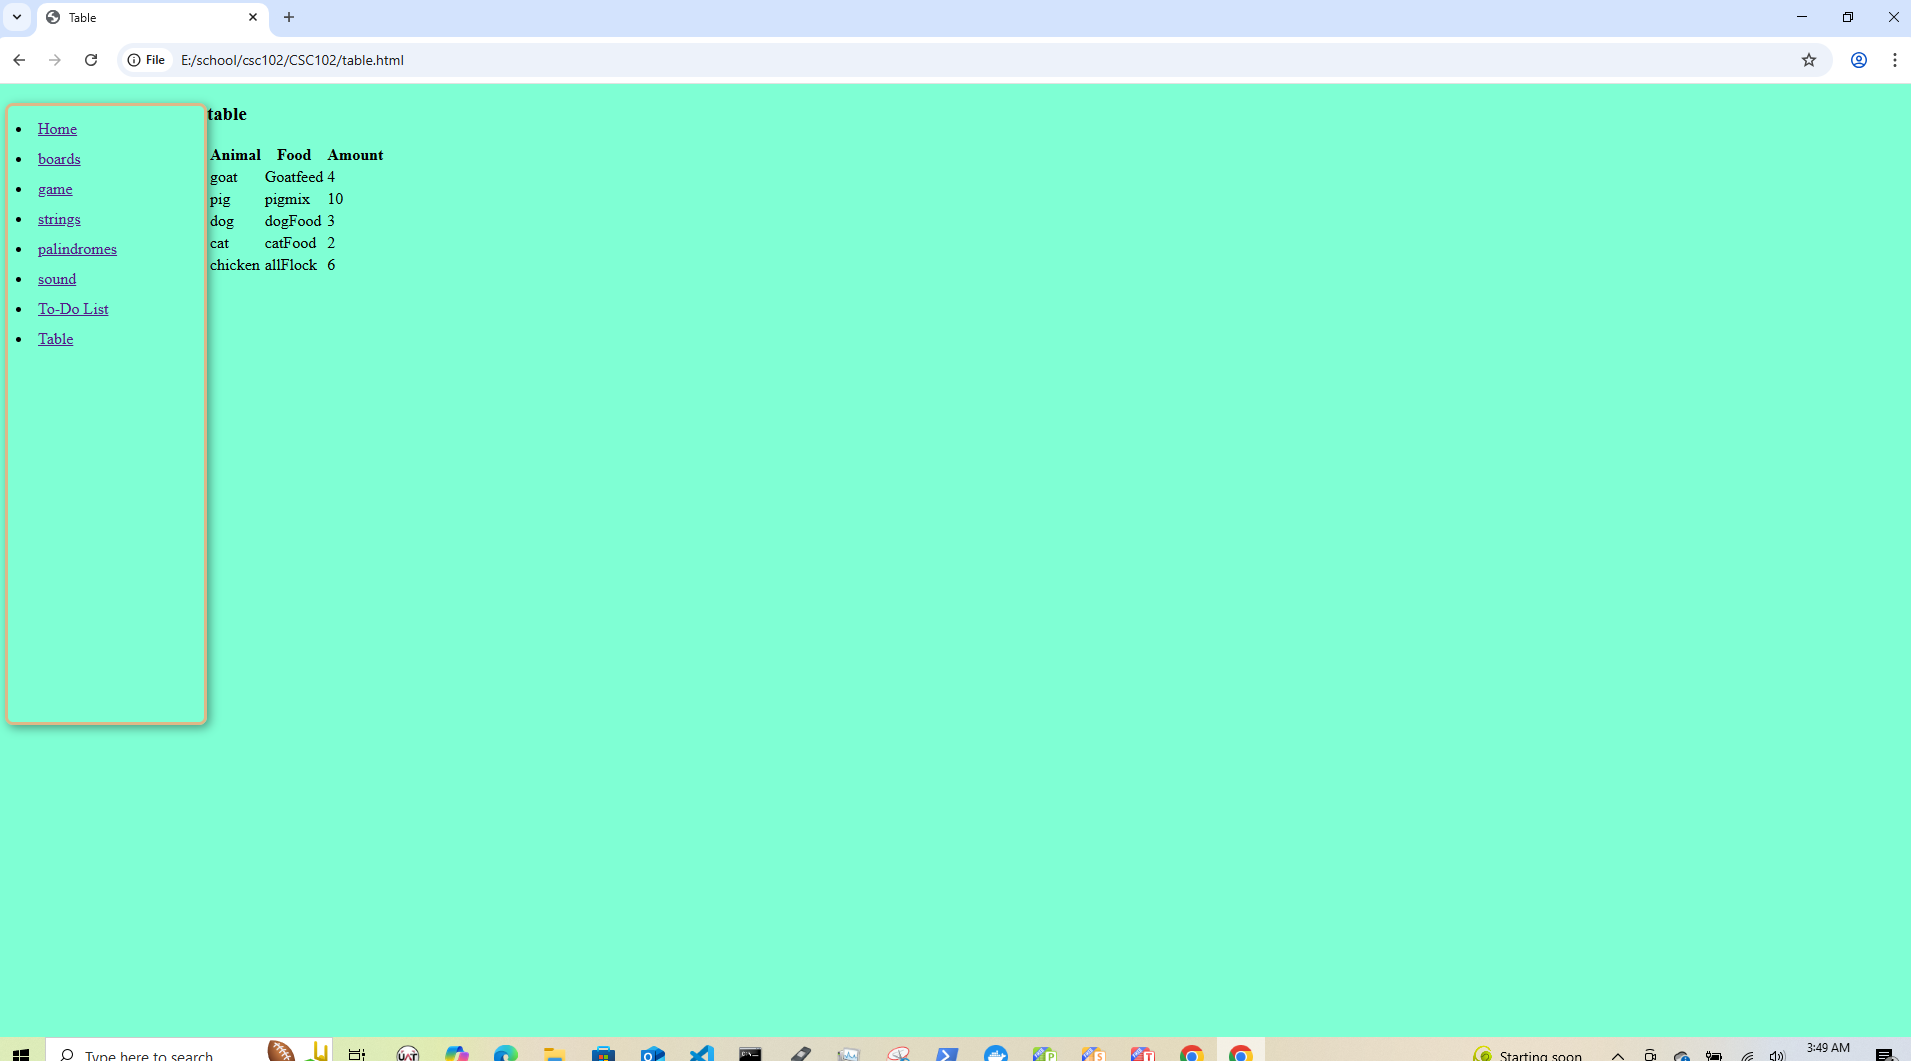 Table
File E:/school/csc102/CSC102/table.html
Home
boards
game
strings
palindromes
sound
To-Do List
Table
table
Animal Food Amount
goat Goatfeed 4
pig pigmix 10
dog dogFood 3
cat catFood 2
chicken allFlock 6
Type here to search
UAT
Starting soon
3:49 AM